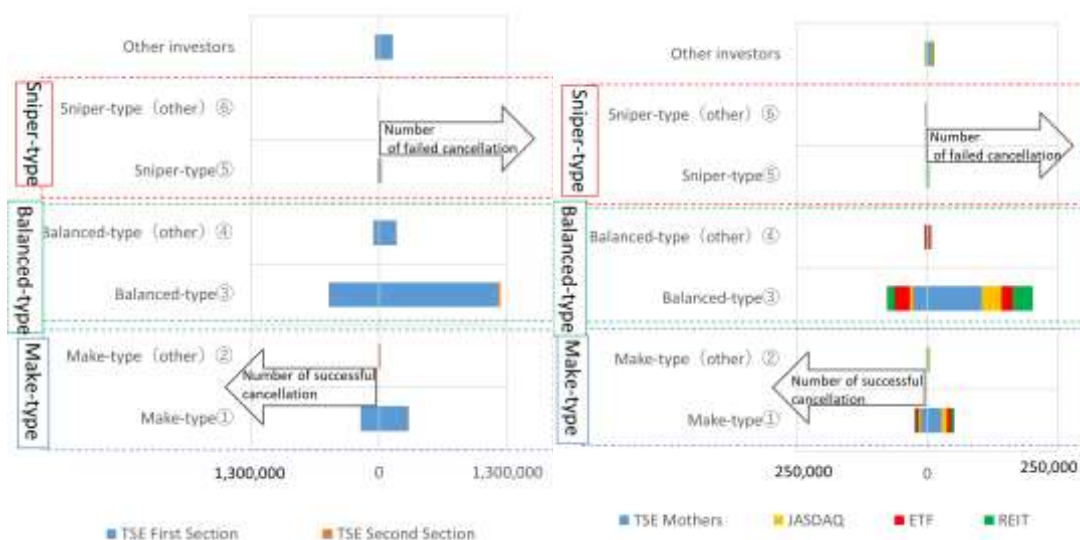 Other investors
Sniper-type
Sniper-type（other）⑥
Number
of failed cancellation
Sniper-type⑤
Balanced-type
Balanced-type（other）④
Balanced-type③
Make-type
Make-type（other）②
Number of successful
cancellation
Make-type①
1,300,000
0
1,300,000
TSE First Section
TSE Second Section
Other investors
Sniper-type
Sniper-type（other）⑥
Number
of failed cancellation
Sniper-type⑤
Balanced-type
Balanced-type（other）④
Balanced-type③
Make-type
Make-type（other）②
Number of successful
cancellation
Make-type①
250,000
0
250,000
TSE Mothers
JASDAQ
ETF
REIT